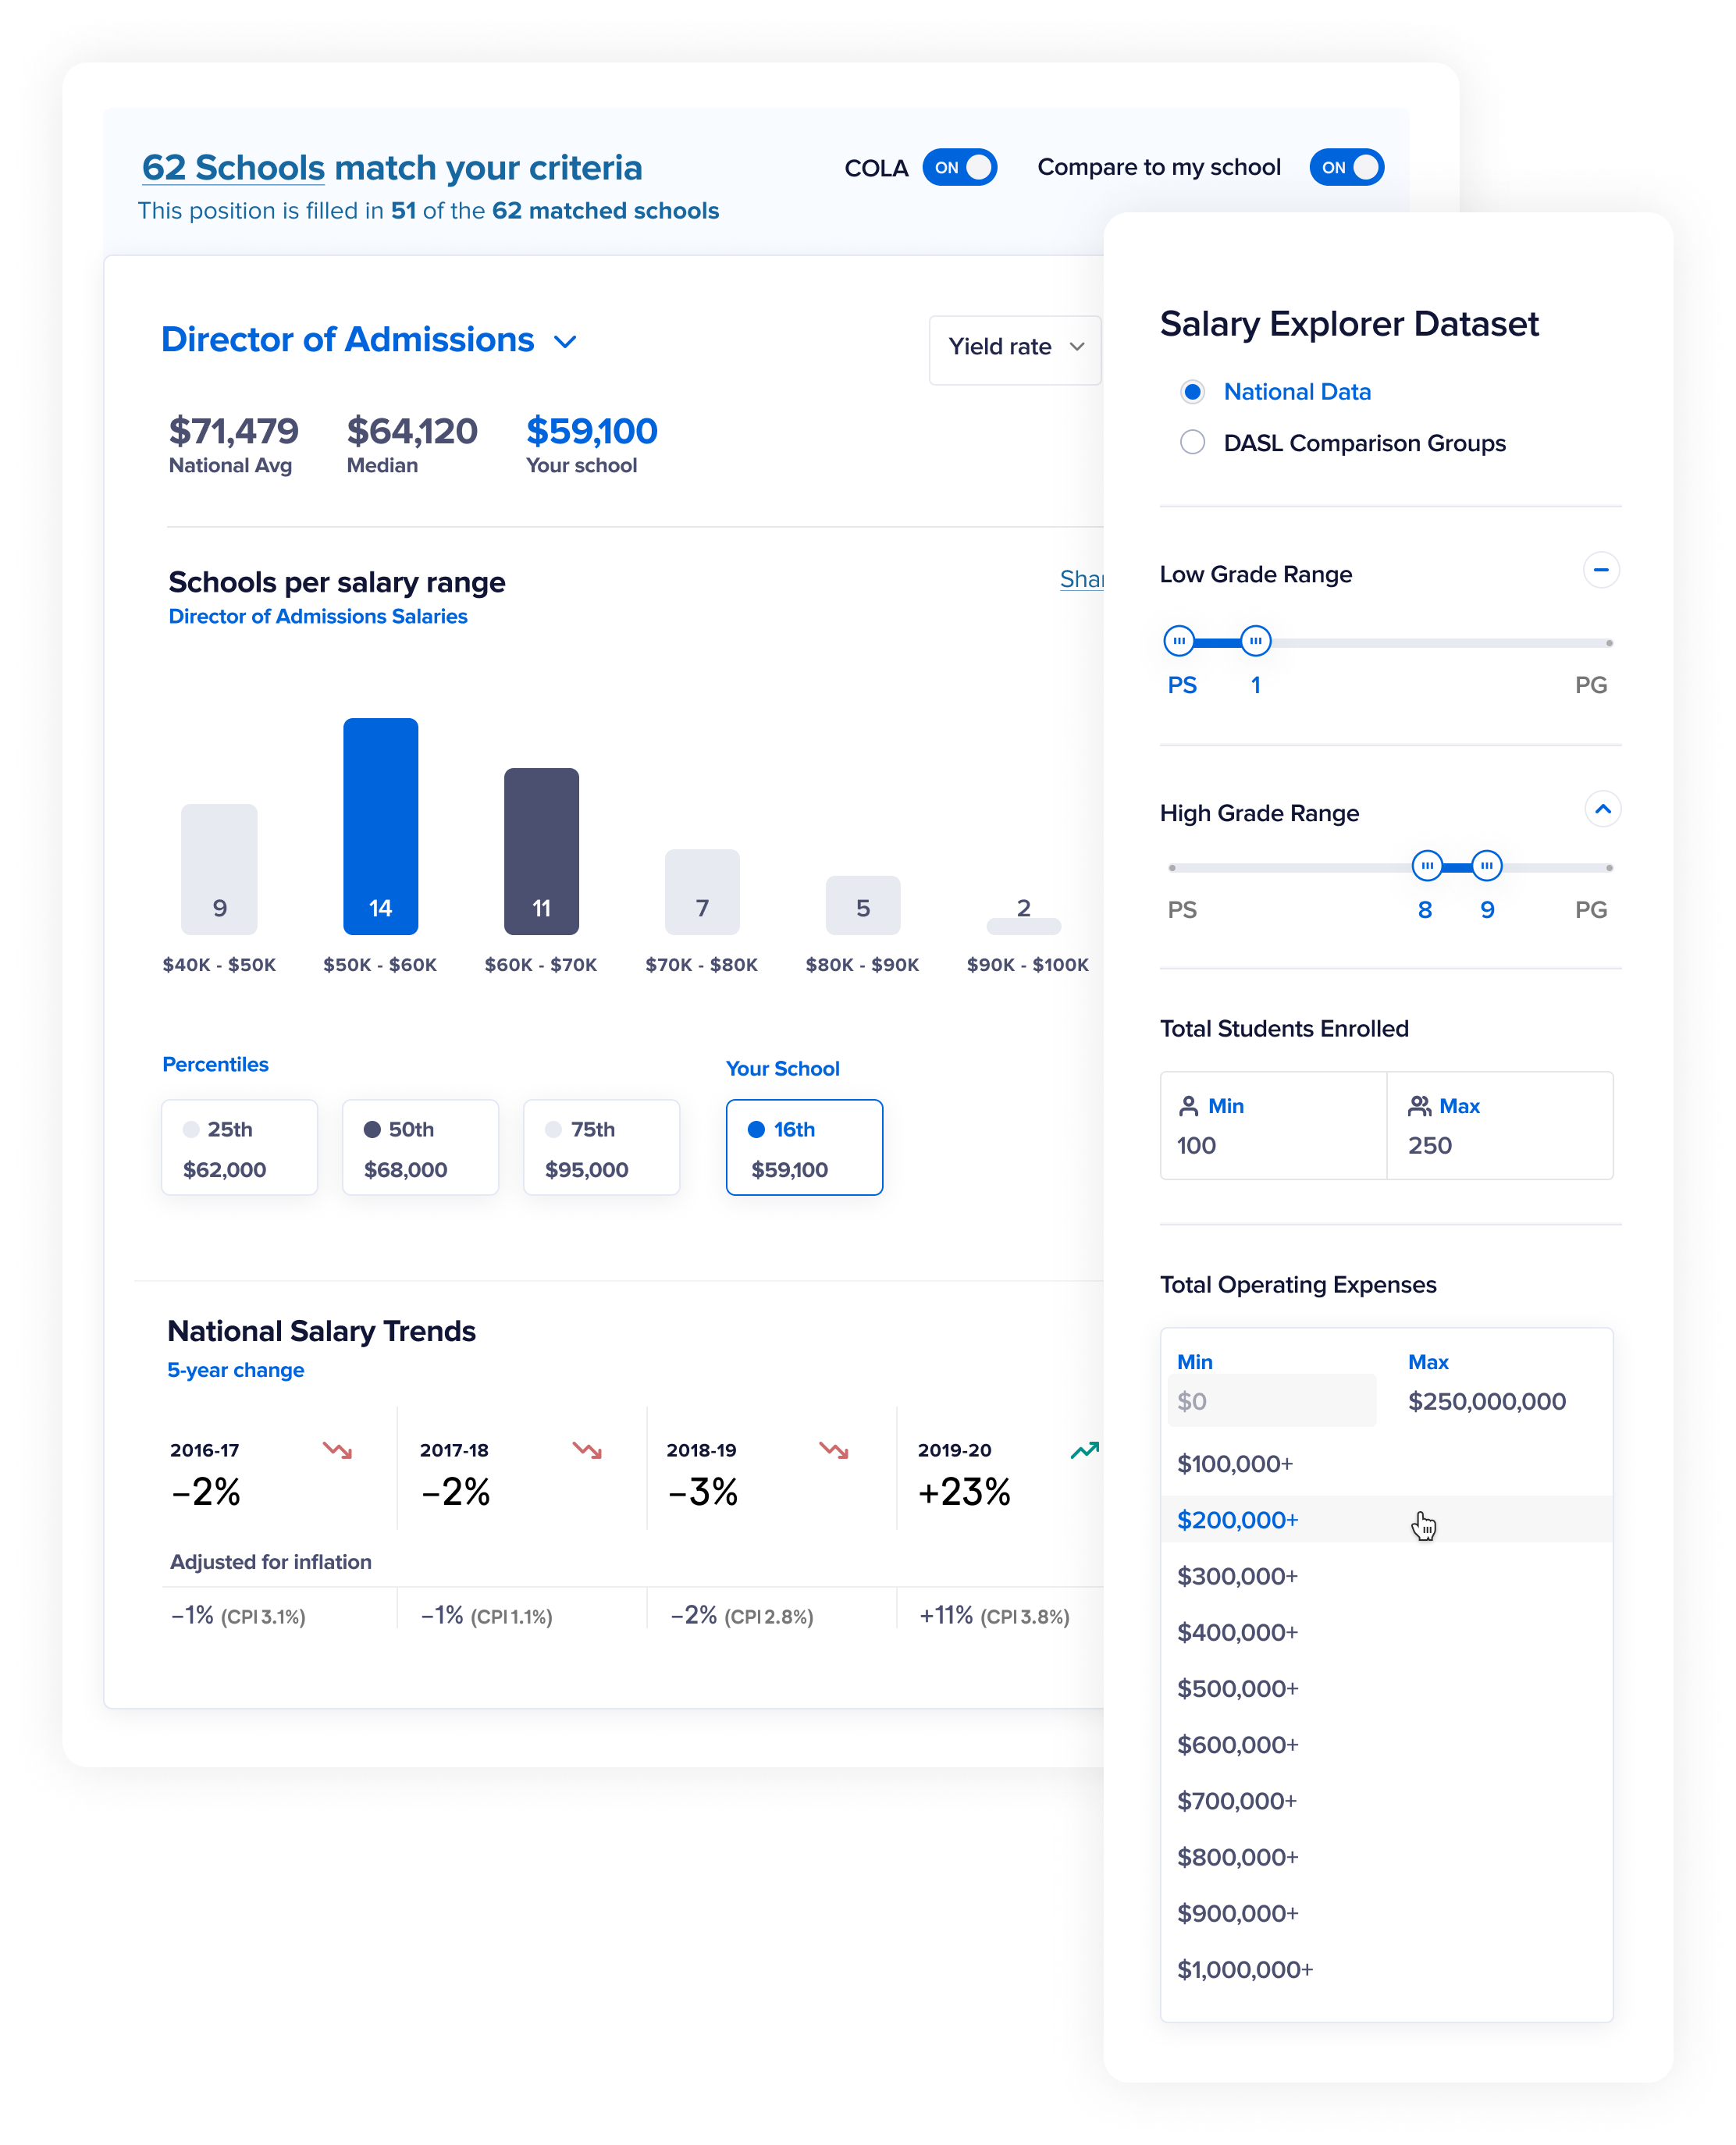 62 Schools match your criteria
COLA ON Compare to my school ON
This position is filled in 51 of the 62 matched schools
Director of Admissions
Yield rate
$71,479 $64,120 $59,100
National Avg Median Your school
Schools per salary range
Shar
Director of Admissions Salaries
9 14 11 7 5 2
$40K - $50K $50K - $60K $60K - $70K $70K - $80K $80K - $90K $90K - $100K
Percentiles
Your School
25th 50th 75th 16th
$62,000 $68,000 $95,000 $59,100
National Salary Trends
5-year change
2016-17 2017-18 2018-19 2019-20
–2% –2% –3% +23%
Adjusted for inflation
–1% (CPI 3.1%) –1% (CPI 1.1%) –2% (CPI 2.8%) +11% (CPI 3.8%)
Salary Explorer Dataset
National Data
DASL Comparison Groups
Low Grade Range
PS 1 PG
High Grade Range
PS 8 9 PG
Total Students Enrolled
Min Max
100 250
Total Operating Expenses
Min Max
$0 $250,000,000
$100,000+
$200,000+
$300,000+
$400,000+
$500,000+
$600,000+
$700,000+
$800,000+
$900,000+
$1,000,000+